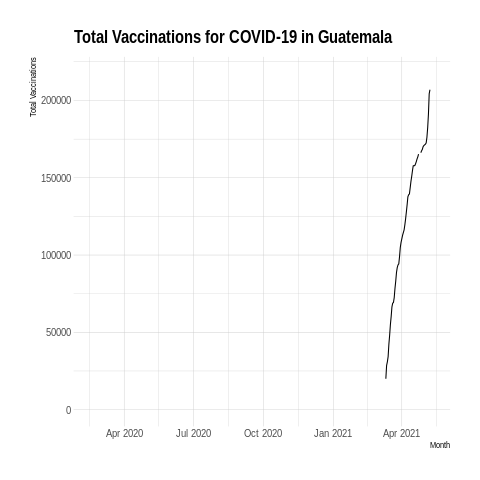 Total Vaccinations for COVID-19 in Guatemala
Total Vaccinations
200000
150000
100000
50000
0
Apr 2020 Jul 2020 Oct 2020 Jan 2021 Apr 2021
Month